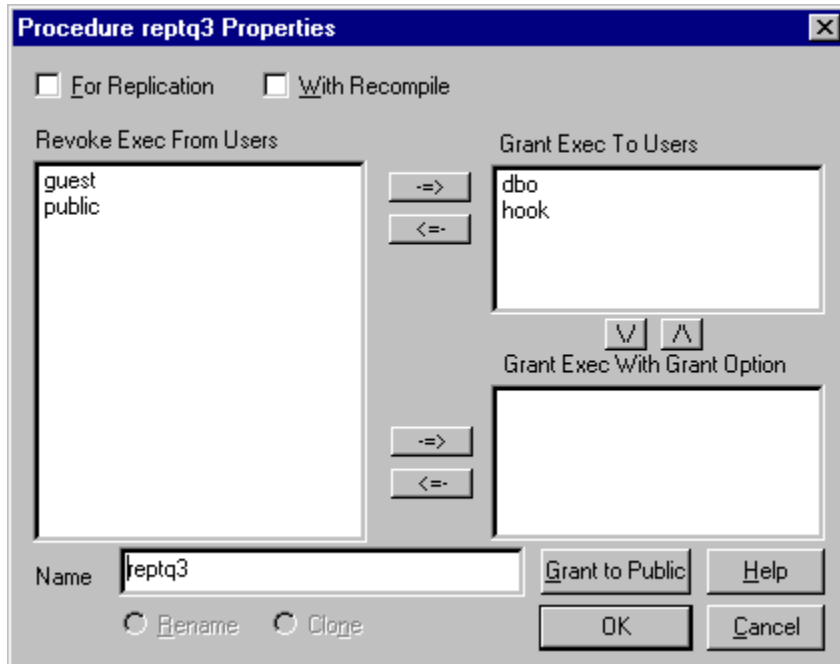 Procedure reptq3 Properties
For Replication With Recompile
Revoke Exec From Users
guest
public
-=>
<=-
Grant Exec To Users
dbo
hook
\/ /\
Grant Exec With Grant Option
-=>
<=-
Name reptq3 Grant to Public Help
Rename Clone OK Cancel